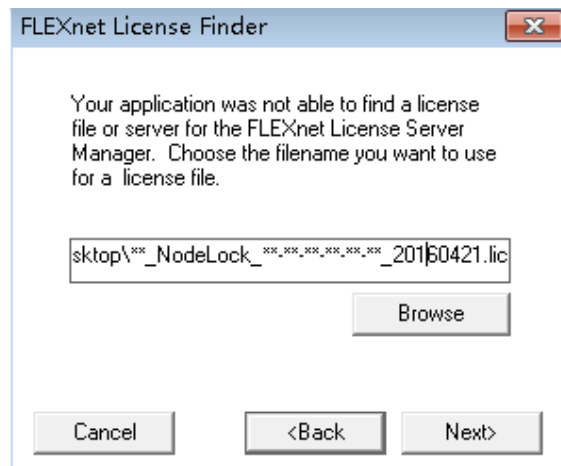 FLEXnet License Finder
Your application was not able to find a license
file or server for the FLEXnet License Server
Manager. Choose the filename you want to use
for a license file.
sktop\**_NodeLock_**-**-**-**-**-**_20160421.lic
Browse
Cancel
<Back
Next>